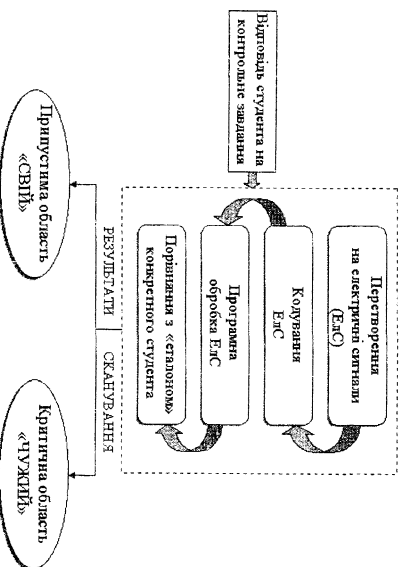 Відповідь студента на
контрольне завдання
Перетворення
на електричні сигнали
(ЕлС)
Кодування
ЕлС
Програмна
обробка ЕлС
Порівняння з «еталоном»
конкретного студента
РЕЗУЛЬТАТИ СКАНУВАННЯ
Припустима область
«СВІЙ»
Критична область
«ЧУЖИЙ»